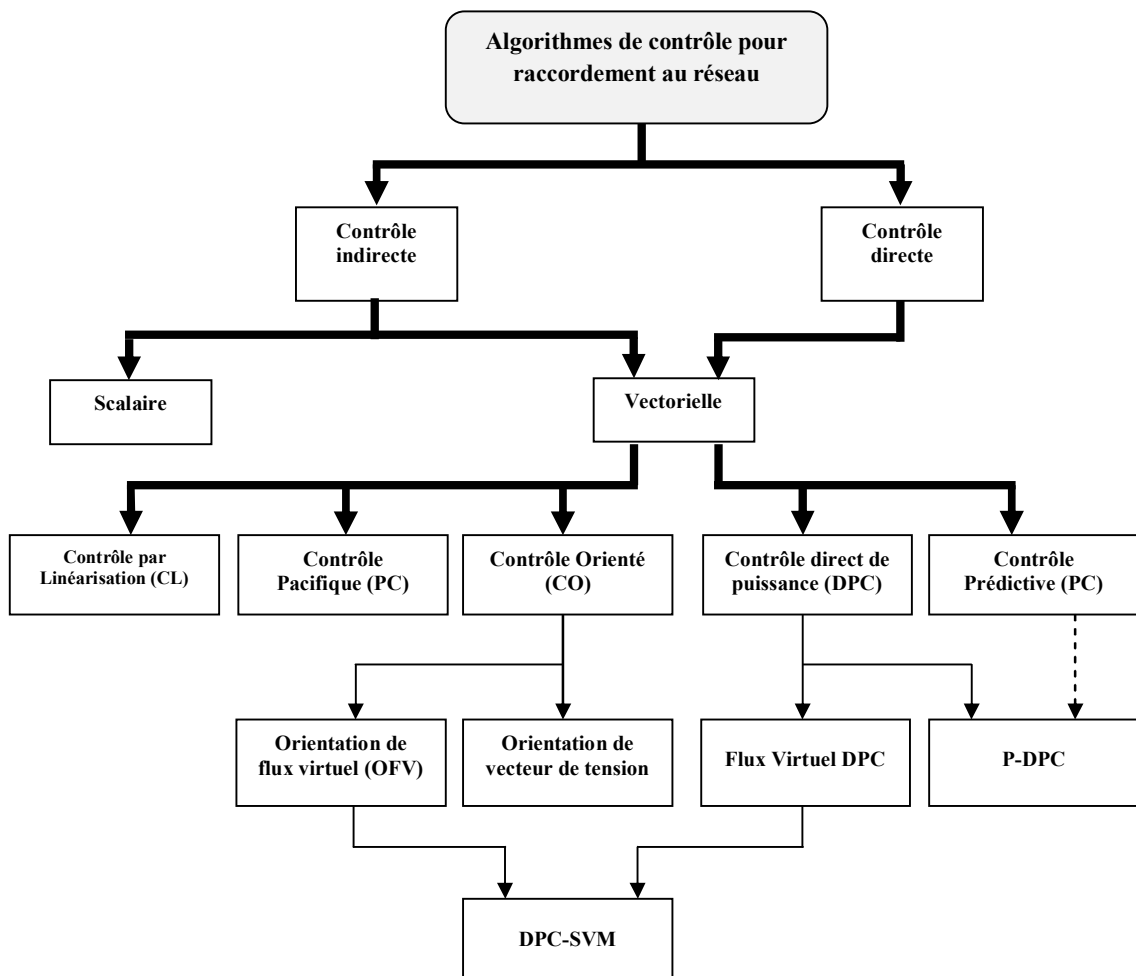 Algorithmes de contrôle pour
raccordement au réseau
Contrôle
indirecte
Contrôle
directe
Scalaire
Vectorielle
Contrôle par
Linéarisation (CL)
Contrôle
Pacifique (PC)
Contrôle Orienté
(CO)
Contrôle direct de
puissance (DPC)
Contrôle
Prédictive (PC)
Orientation de
flux virtuel (OFV)
Orientation de
vecteur de tension
Flux Virtuel DPC
P-DPC
DPC-SVM